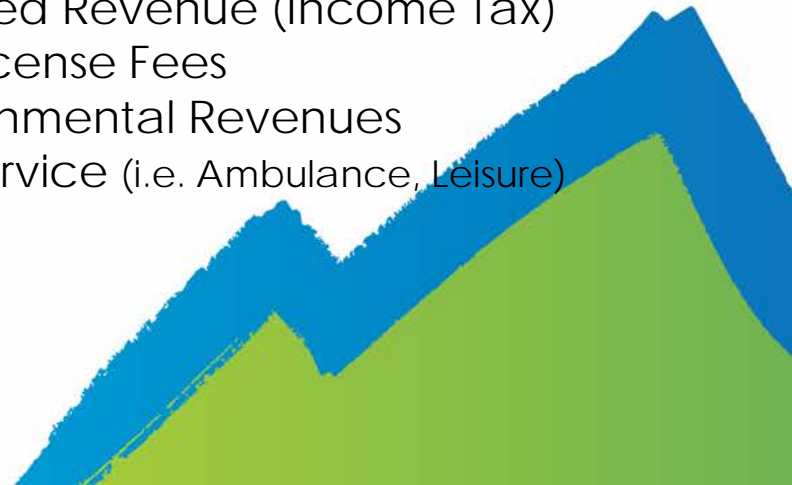 ed Revenue (Income Tax)
cense Fees
nmental Revenues
rvice (i.e. Ambulance, Leisure)